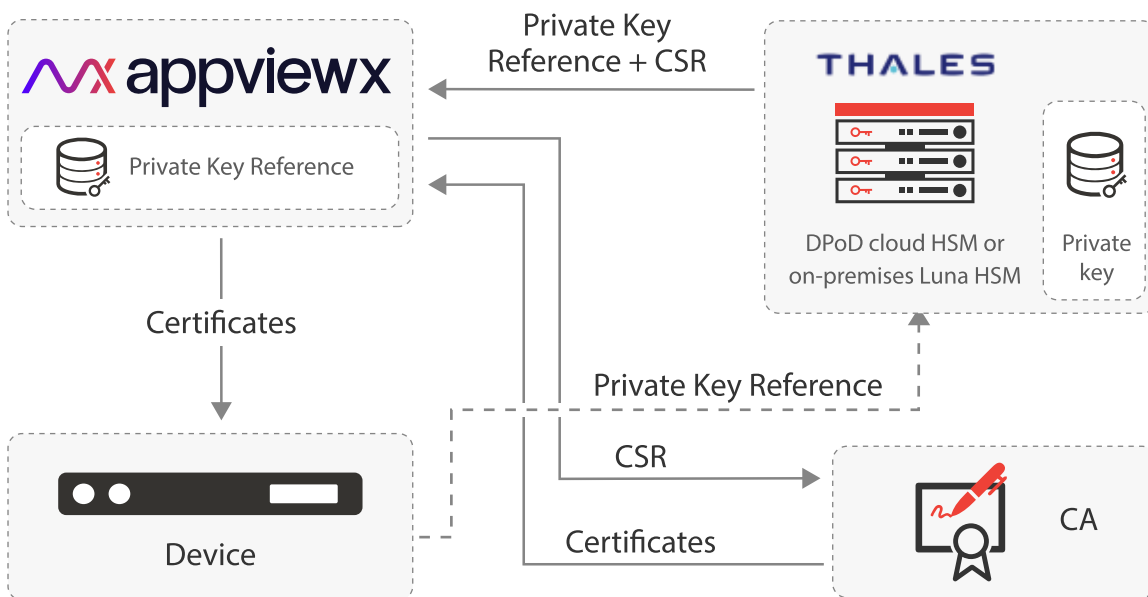 Private Key
Reference + CSR
appviewx
Private Key Reference
THALES
DPoD cloud HSM or
on-premises Luna HSM
Private
key
Certificates
Private Key Reference
CSR
Certificates
Device
CA